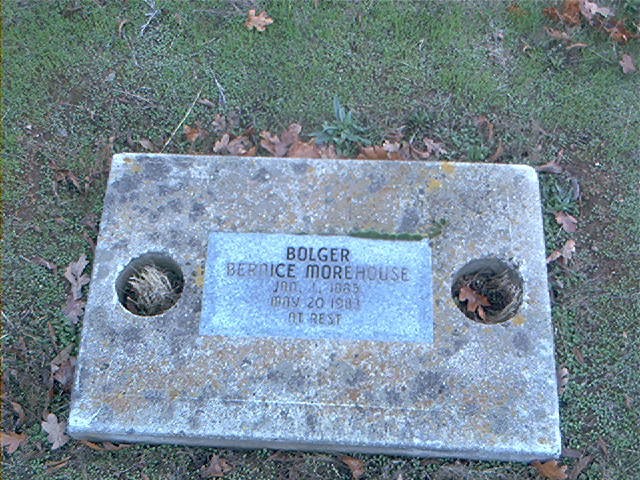 BOLGER
BERNICE MOREHOUSE
JAN. 1, 1885
MAY 20 1983
AT REST